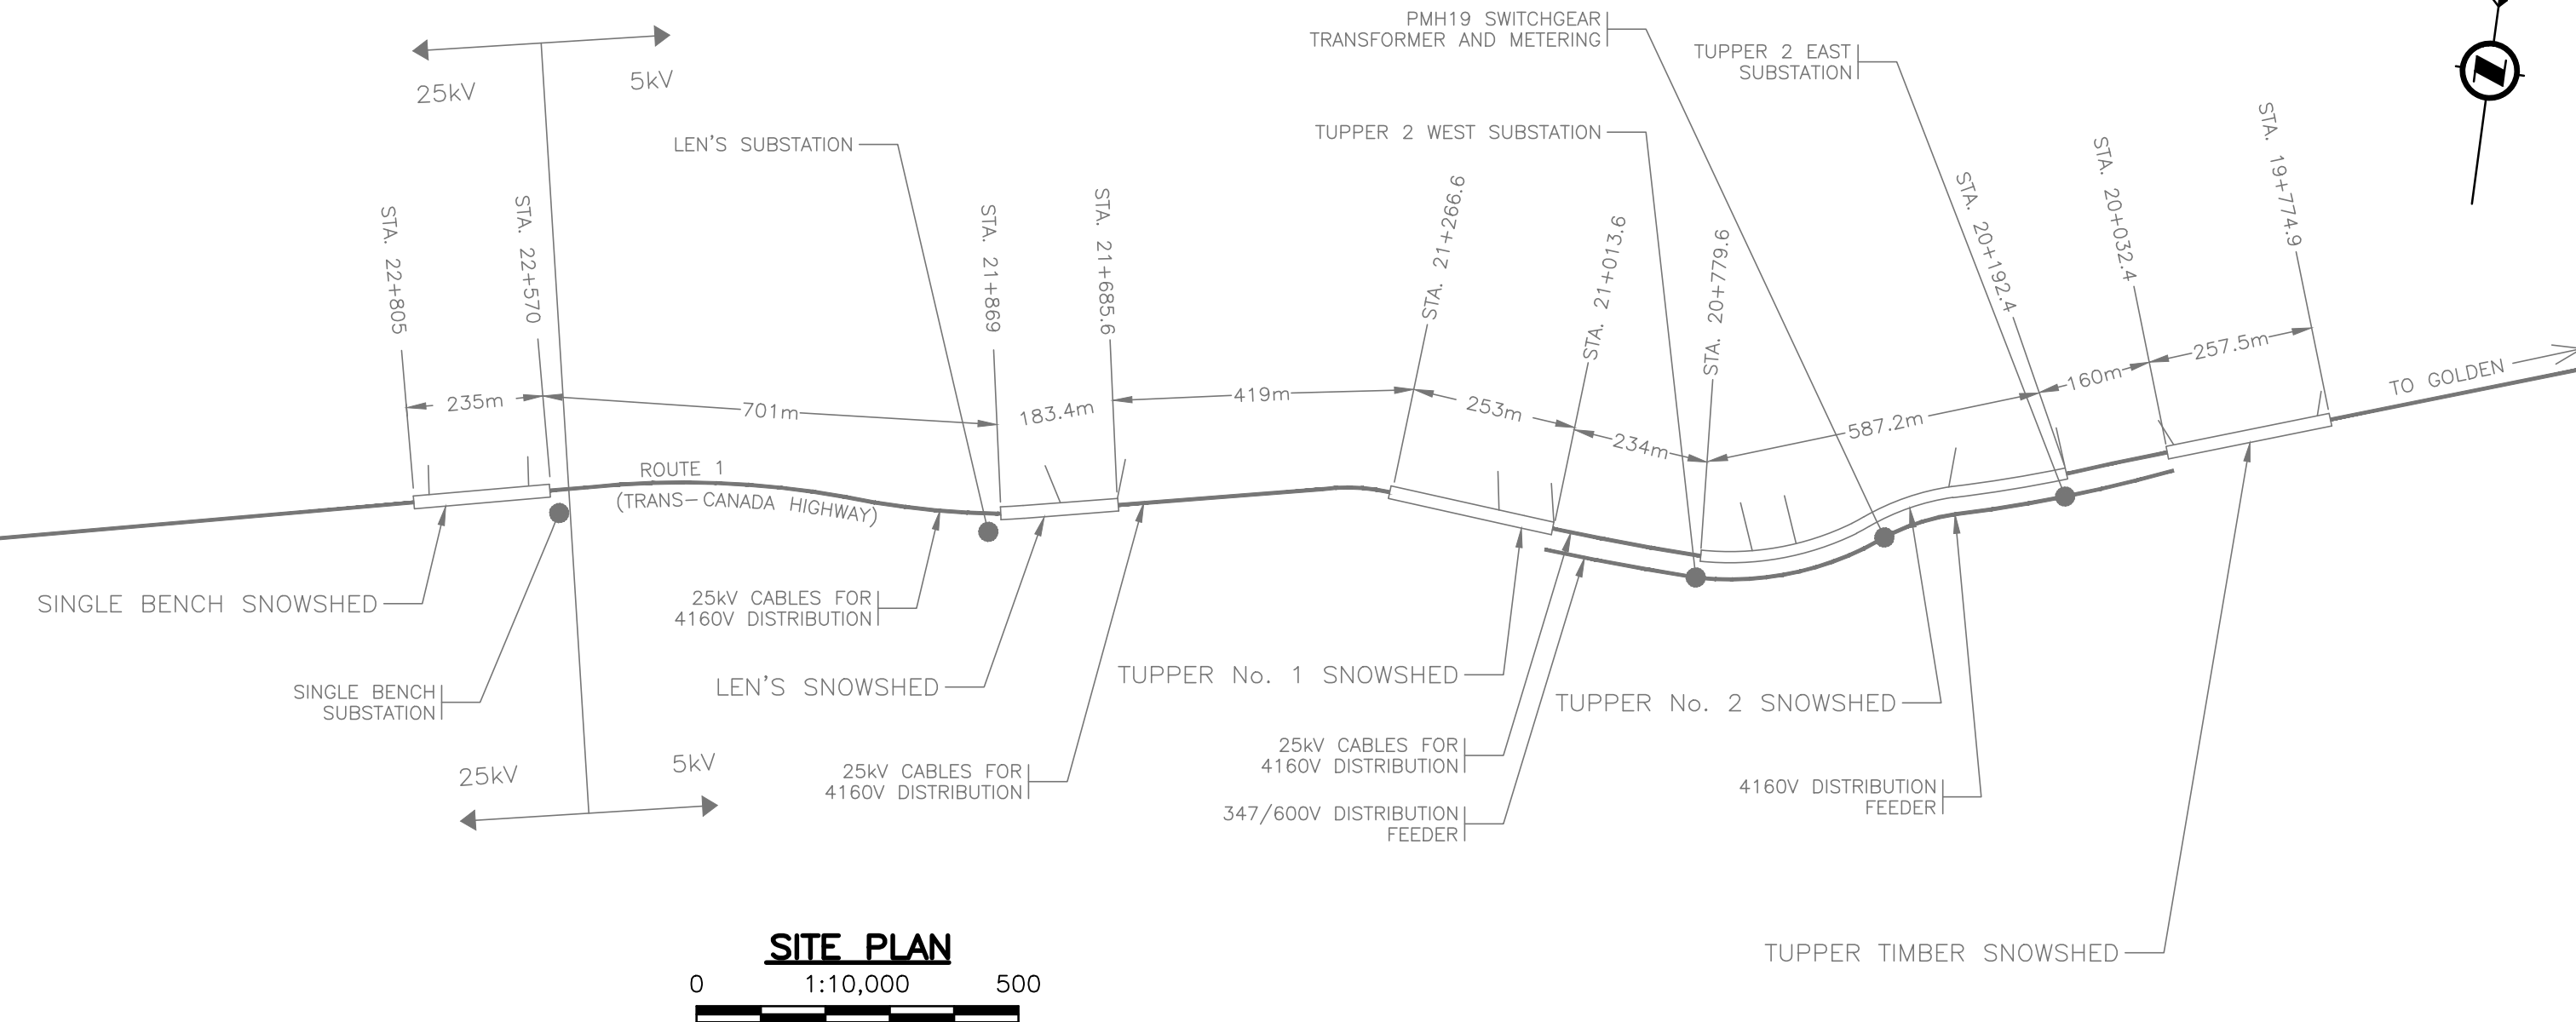 PMH19 SWITCHGEAR
TRANSFORMER AND METERING
TUPPER 2 EAST
SUBSTATION
25kV
5kV
LEN'S SUBSTATION
TUPPER 2 WEST SUBSTATION
STA. 22+805
STA. 22+570
STA. 21+869
STA. 21+685.6
STA. 21+266.6
STA. 21+013.6
STA. 20+779.6
STA. 20+192.4
STA. 20+032.4
STA. 19+774.9
235m
701m
183.4m
419m
253m
234m
587.2m
160m
257.5m
TO GOLDEN
ROUTE 1
(TRANS-CANADA HIGHWAY)
SINGLE BENCH SNOWSHED
25kV CABLES FOR
4160V DISTRIBUTION
SINGLE BENCH
SUBSTATION
LEN'S SNOWSHED
TUPPER No. 1 SNOWSHED
TUPPER No. 2 SNOWSHED
25kV
5kV
25kV CABLES FOR
4160V DISTRIBUTION
25kV CABLES FOR
4160V DISTRIBUTION
347/600V DISTRIBUTION
FEEDER
4160V DISTRIBUTION
FEEDER
TUPPER TIMBER SNOWSHED
SITE PLAN
0 1:10,000 500
N